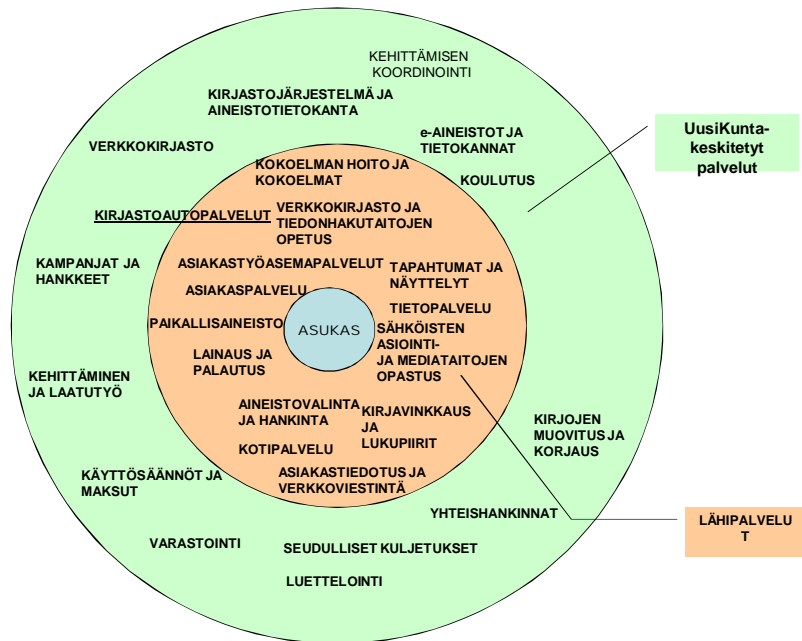 KEHITTÄMISEN
KOORDINOINTI
KIRJASTOJÄRJESTELMÄ JA
AINEISTOTIETOKANTA
e-AINEISTOT JA
TIETOKANNAT
UusiKunta-
keskitetyt
palvelut
VERKKOKIRJASTO
KOKOELMAN HOITO JA
KOKOELMAT
KOULUTUS
KIRJASTOAUTOPALVELUT
VERKKOKIRJASTO JA
TIEDONHAKUTAITOJEN
OPETUS
KAMPANJAT JA
HANKKEET
ASIAKASTYÖASEMAPALVELUT
TAPAHTUMAT JA
NÄYTTELYT
ASIAKASPALVELU
TIETOPALVELU
PAIKALLISAINEISTO
ASUKAS
SÄHKÖISTEN
ASIOINTI-
JA MEDIATAITOJEN
OPASTUS
LAINAUS JA
PALAUTUS
KEHITTÄMINEN
JA LAATUTYÖ
AINEISTOVALINTA
JA HANKINTA
KIRJAVINKKAUS
JA
LUKUPIIRIT
KIRJOJEN
MUOVITUS JA
KORJAUS
KOTIPALVELU
KÄYTTÖSÄÄNNÖT JA
MAKSUT
ASIAKASTIEDOTUS JA
VERKKOVIESTINTÄ
YHTEISHANKINNAT
LÄHIPALVELU
T
VARASTOINTI
SEUDULLISET KULJETUKSET
LUETTELOINTI